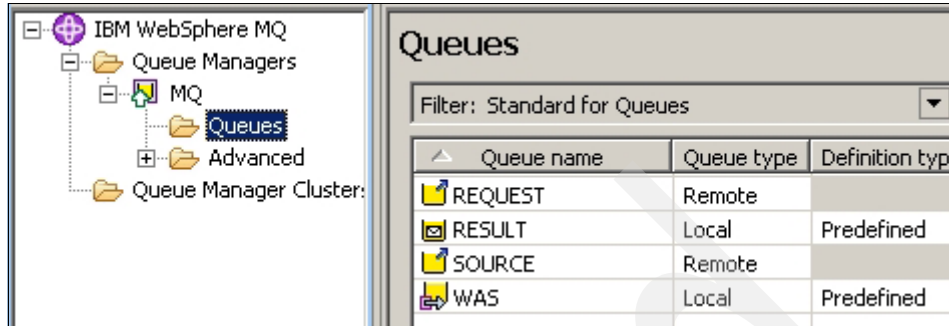 IBM WebSphere MQ
Queue Managers
MQ
Queues
Advanced
Queue Manager Clusters
Queues
Filter: Standard for Queues
Queue name Queue type Definition typ
REQUEST Remote
RESULT Local Predefined
SOURCE Remote
WAS Local Predefined